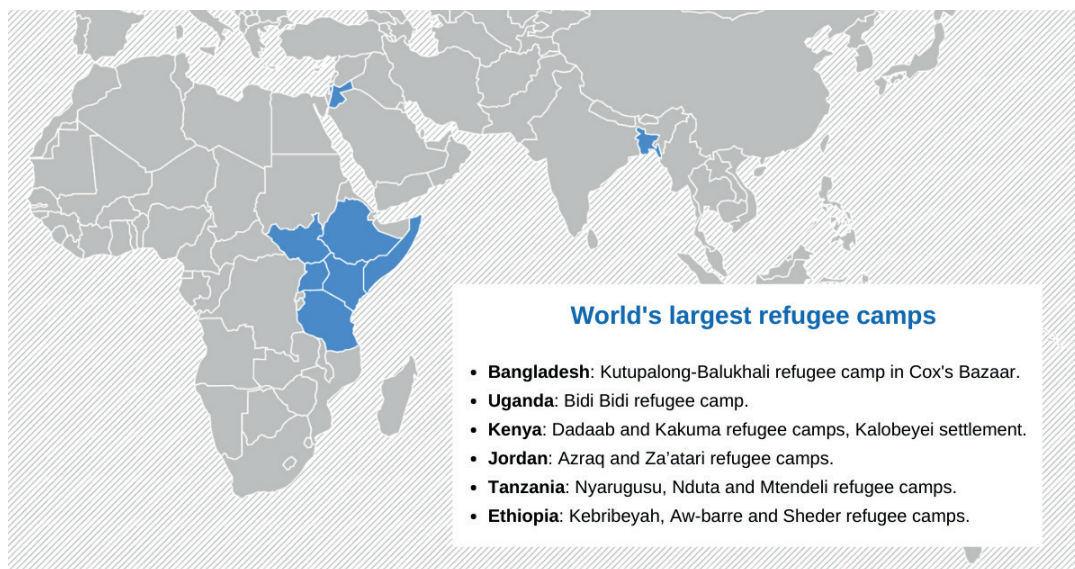 World's largest refugee camps
• Bangladesh: Kutupalong-Balukhali refugee camp in Cox's Bazaar.
• Uganda: Bidi Bidi refugee camp.
• Kenya: Dadaab and Kakuma refugee camps, Kalobeyei settlement.
• Jordan: Azraq and Za’atari refugee camps.
• Tanzania: Nyarugusu, Nduta and Mtendeli refugee camps.
• Ethiopia: Kebribeyah, Aw-barre and Sheder refugee camps.